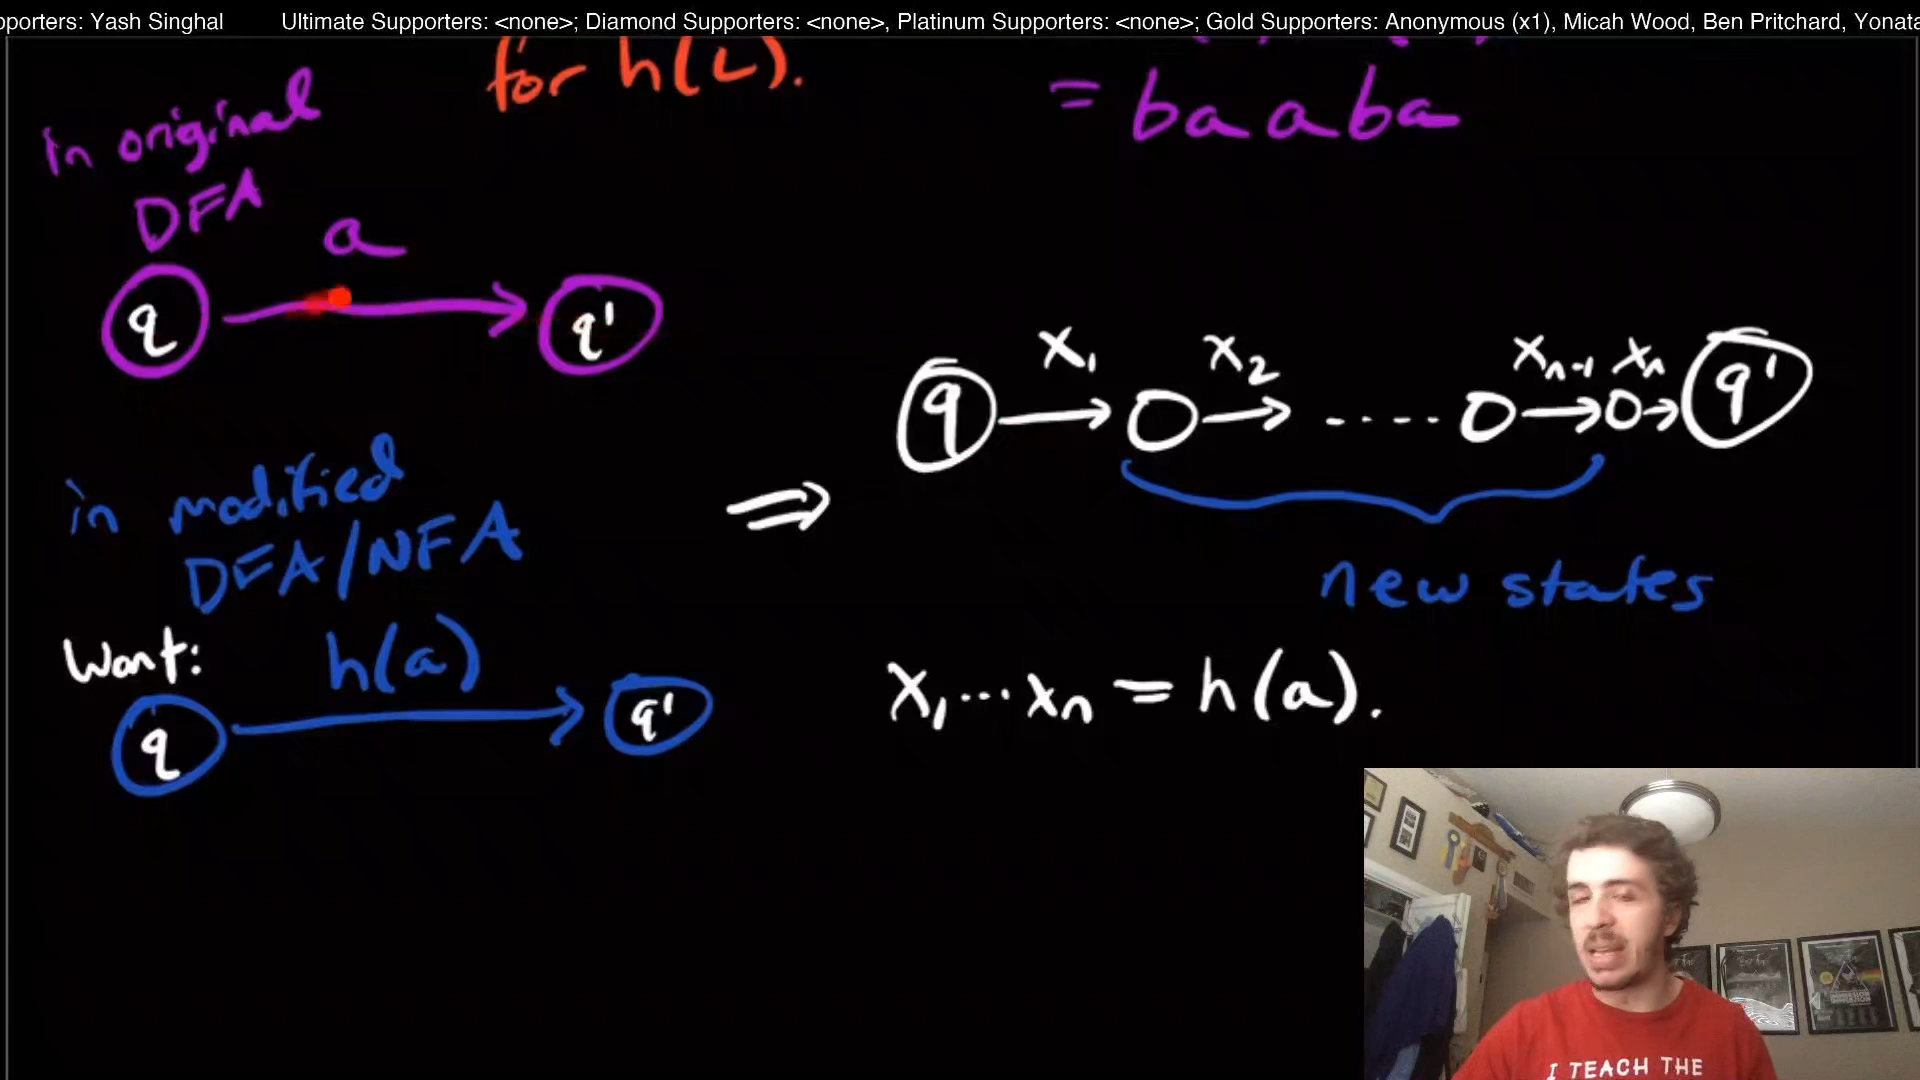 pporters: Yash Singhal Ultimate Supporters: <none>; Diamond Supporters: <none>, Platinum Supporters: <none>; Gold Supporters: Anonymous (x1), Micah Wood, Ben Pritchard, Yonata
for h(L).
= baaba
in original
DFA
a
q
q'
x₁ x₂ xₙ₋₁ xₙ
q ..... q'
in modified
DFA/NFA
⇒
new states
Want: h(a)
q
q'
x₁...xₙ = h(a).
I TEACH THE